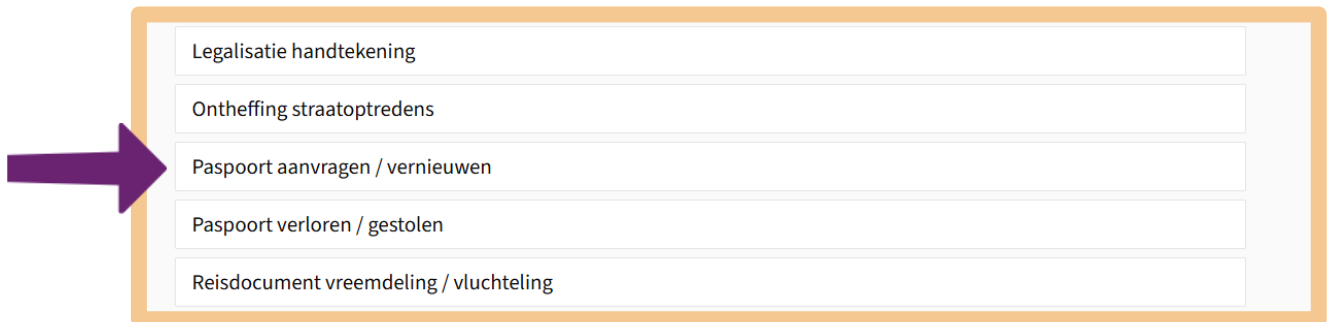 Legalisatie handtekening
Ontheffing straatoptredens
Paspoort aanvragen / vernieuwen
Paspoort verloren / gestolen
Reisdocument vreemdeling / vluchteling